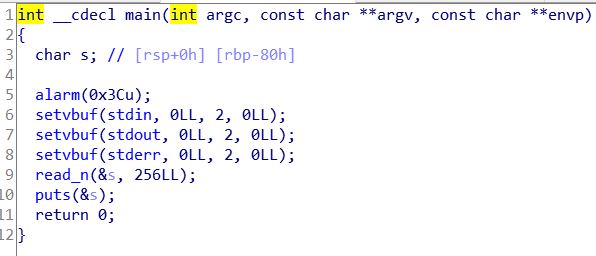 1 int __cdecl main(int argc, const char **argv, const char **envp)
2 {
3   char s; // [rsp+0h] [rbp-80h]
4
5   alarm(0x3Cu);
6   setvbuf(stdin, 0LL, 2, 0LL);
7   setvbuf(stdout, 0LL, 2, 0LL);
8   setvbuf(stderr, 0LL, 2, 0LL);
9   read_n(&s, 256LL);
10   puts(&s);
11   return 0;
12 }